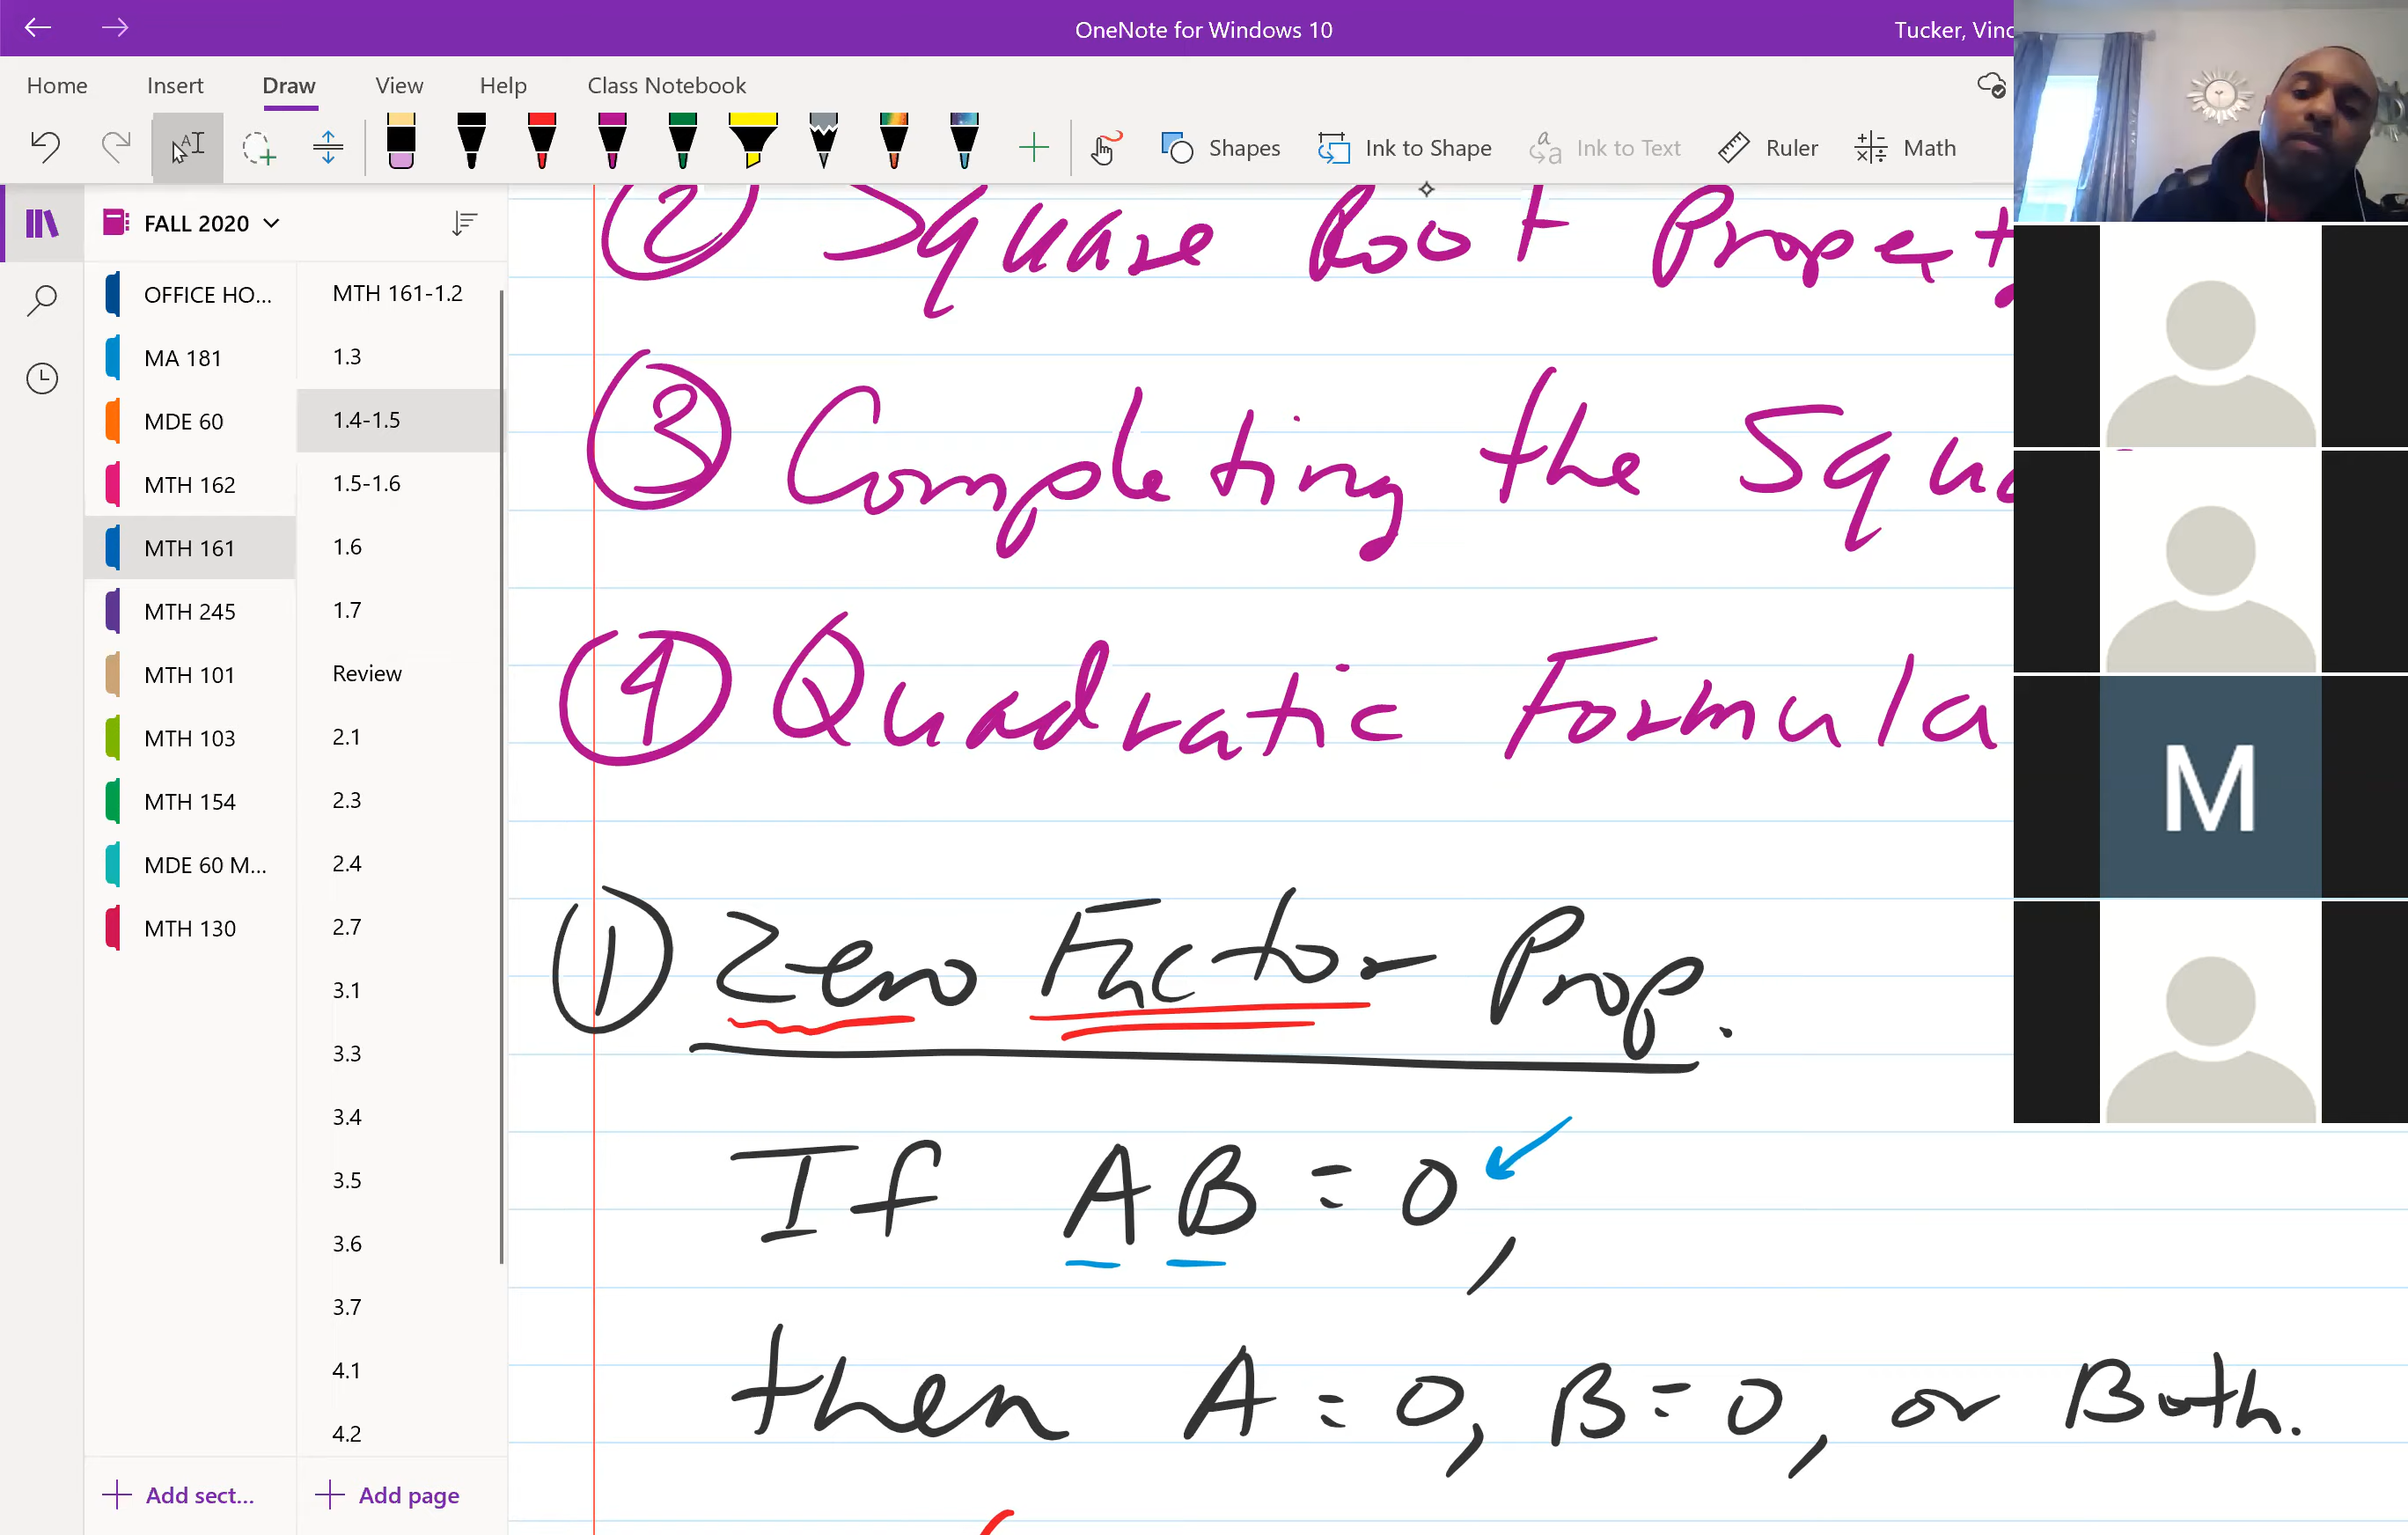 OneNote for Windows 10
Tucker, Vinc
Home Insert Draw View Help Class Notebook
Shapes Ink to Shape Ink to Text Ruler Math
FALL 2020
OFFICE HO...
MA 181
MDE 60
MTH 162
MTH 161
MTH 245
MTH 101
MTH 103
MTH 154
MDE 60 M...
MTH 130
Add sect...
MTH 161-1.2
1.3
1.4-1.5
1.5-1.6
1.6
1.7
Review
2.1
2.3
2.4
2.7
3.1
3.3
3.4
3.5
3.6
3.7
4.1
4.2
Add page
② Square Root Propert
③ Completing the Squa
④ Quadratic Formula
① Zero Factor Prop.
If AB = 0,
then A = 0, B = 0, or Both.
M